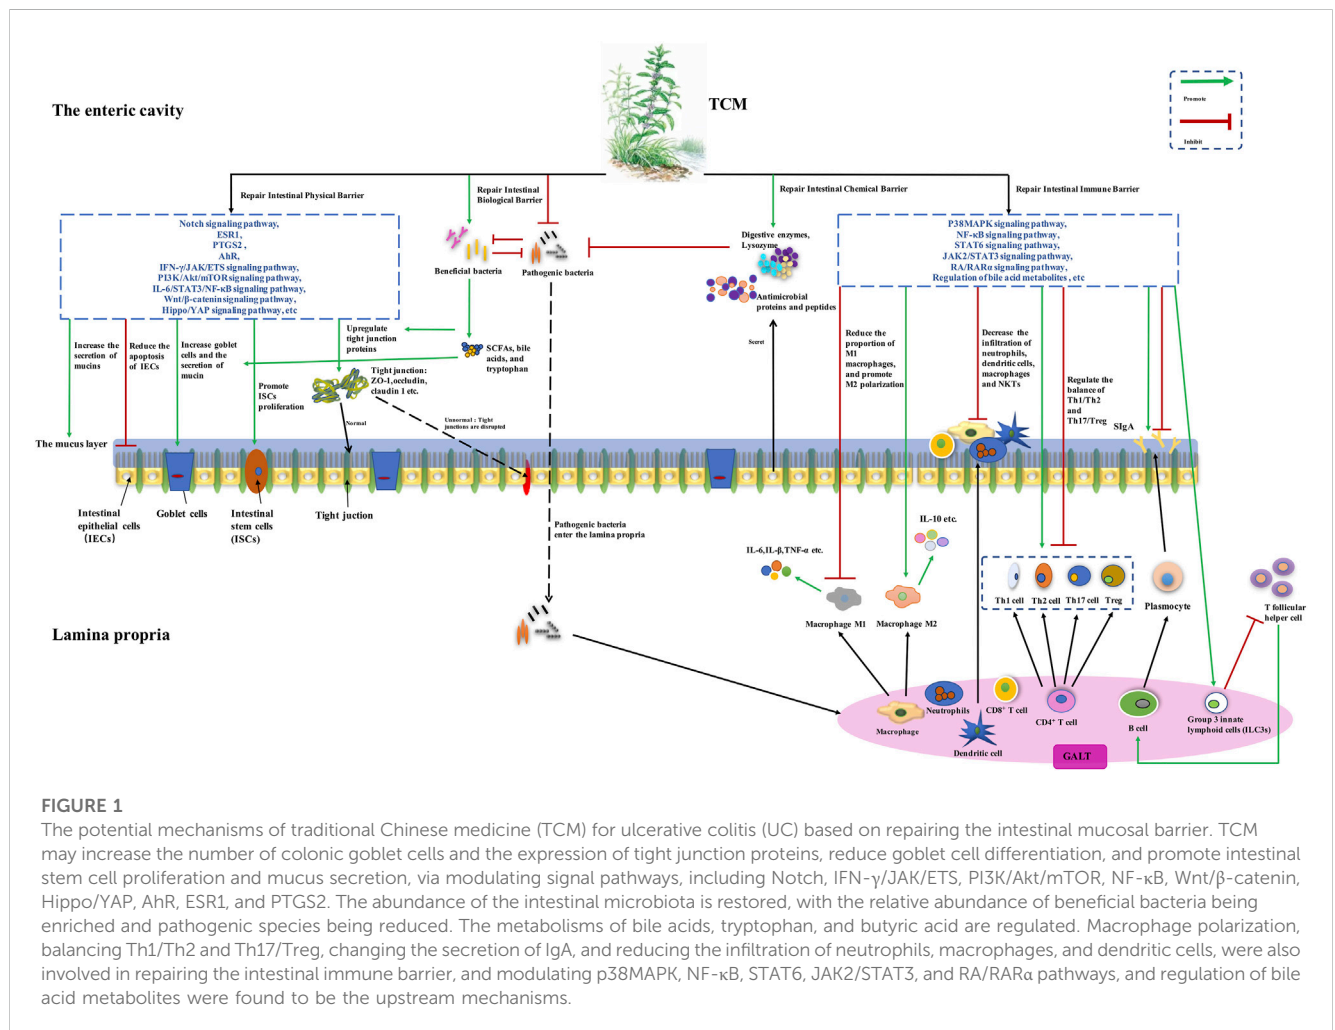 The enteric cavity
TCM
Promote
Inhibit
Repair Intestinal Physical Barrier
Repair Intestinal
Biological Barrier
Repair Intestinal Chemical Barrier
Repair Intestinal Immune Barrier
Notch signaling pathway,
ESR1,
PTGS2 ,
AhR,
IFN-γ/JAK/ETS signaling pathway,
PI3K/Akt/mTOR signaling pathway,
IL-6/STAT3/NF-κB signaling pathway,
Wnt/β-catenin signaling pathway,
Hippo/YAP signaling pathway, etc
Beneficial bacteria
Pathogenic bacteria
Digestive enzymes,
Lysozyme
Antimicrobial
proteins and peptides
P38MAPK signaling pathway,
NF-κB signaling pathway,
STAT6 signaling pathway,
JAK2/STAT3 signaling pathway,
RA/RARα signaling pathway,
Regulation of bile acid metabolites , etc
Increase the
secretion of
mucins
Reduce the
apoptosis
of IECs
Increase goblet
cells and the
secretion of
mucin
Promote
ISCs
proliferation
Upregulate
tight junction
proteins
Tight junction:
ZO-1,occludin,
claudin 1 etc.
SCFAs, bile
acids, and
tryptophan
Normal
Unnormal : Tight
junctions are disrupted
Secret
Reduce the
proportion of
M1
macrophages,
and promote
M2 polarization
Decrease the
infiltration of
neutrophils,
dendritic cells,
macrophages
and NKTs
Regulate the
balance of
Th1/Th2
and
Th17/Treg
SIgA
The mucus layer
Intestinal
epithelial cells
(IECs)
Goblet cells
Intestinal
stem cells
(ISCs)
Tight juction
Pathogenic bacteria
enter the lamina propria
IL-6,IL-β,TNF-α etc.
IL-10 etc.
Macrophage M1
Macrophage M2
Th1 cell
Th2 cell
Th17 cell
Treg
Plasmocyte
T follicular
helper cell
Lamina propria
Macrophage
Neutrophils
Dendritic cell
CD8⁺ T cell
CD4⁺ T cell
B cell
Group 3 innate
lymphoid cells (ILC3s)
GALT
FIGURE 1
The potential mechanisms of traditional Chinese medicine (TCM) for ulcerative colitis (UC) based on repairing the intestinal mucosal barrier. TCM
may increase the number of colonic goblet cells and the expression of tight junction proteins, reduce goblet cell differentiation, and promote intestinal
stem cell proliferation and mucus secretion, via modulating signal pathways, including Notch, IFN-γ/JAK/ETS, PI3K/Akt/mTOR, NF-κB, Wnt/β-catenin,
Hippo/YAP, AhR, ESR1, and PTGS2. The abundance of the intestinal microbiota is restored, with the relative abundance of beneficial bacteria being
enriched and pathogenic species being reduced. The metabolisms of bile acids, tryptophan, and butyric acid are regulated. Macrophage polarization,
balancing Th1/Th2 and Th17/Treg, changing the secretion of IgA, and reducing the infiltration of neutrophils, macrophages, and dendritic cells, were also
involved in repairing the intestinal immune barrier, and modulating p38MAPK, NF-κB, STAT6, JAK2/STAT3, and RA/RARα pathways, and regulation of bile
acid metabolites were found to be the upstream mechanisms.